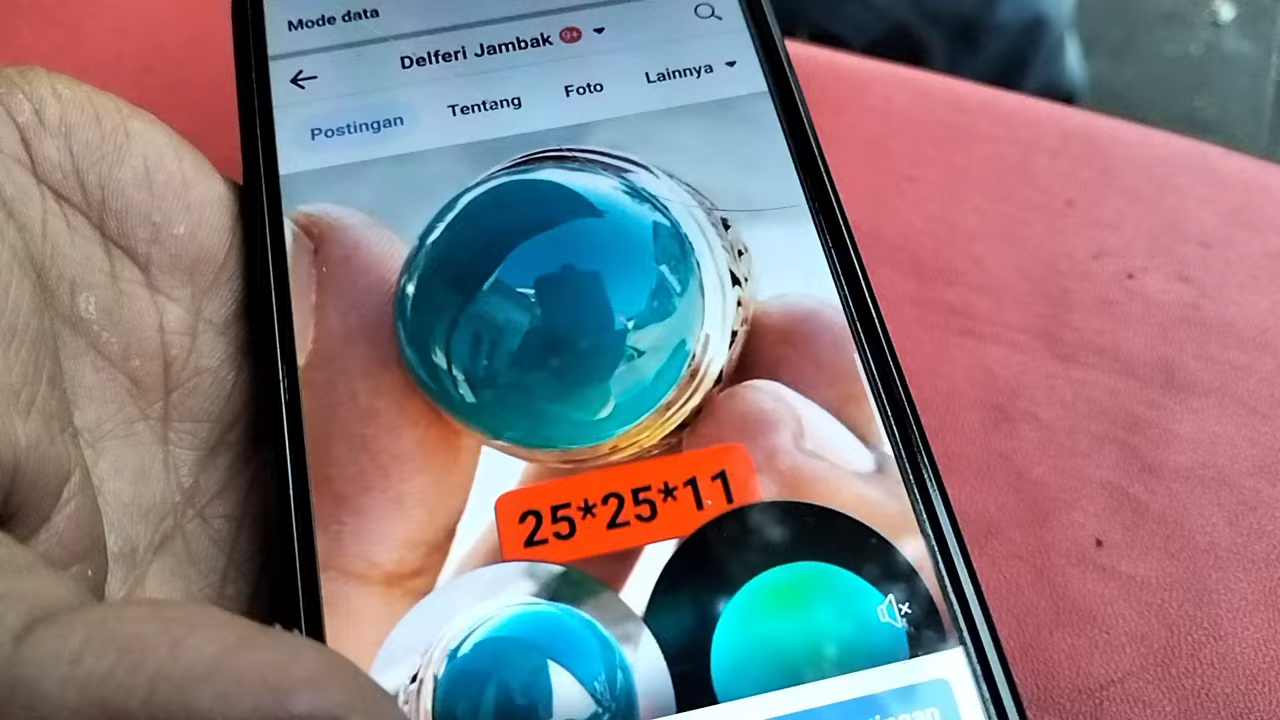 Mode data
Delferi Jambak 9+
Postingan Tentang Foto Lainnya
25*25*11